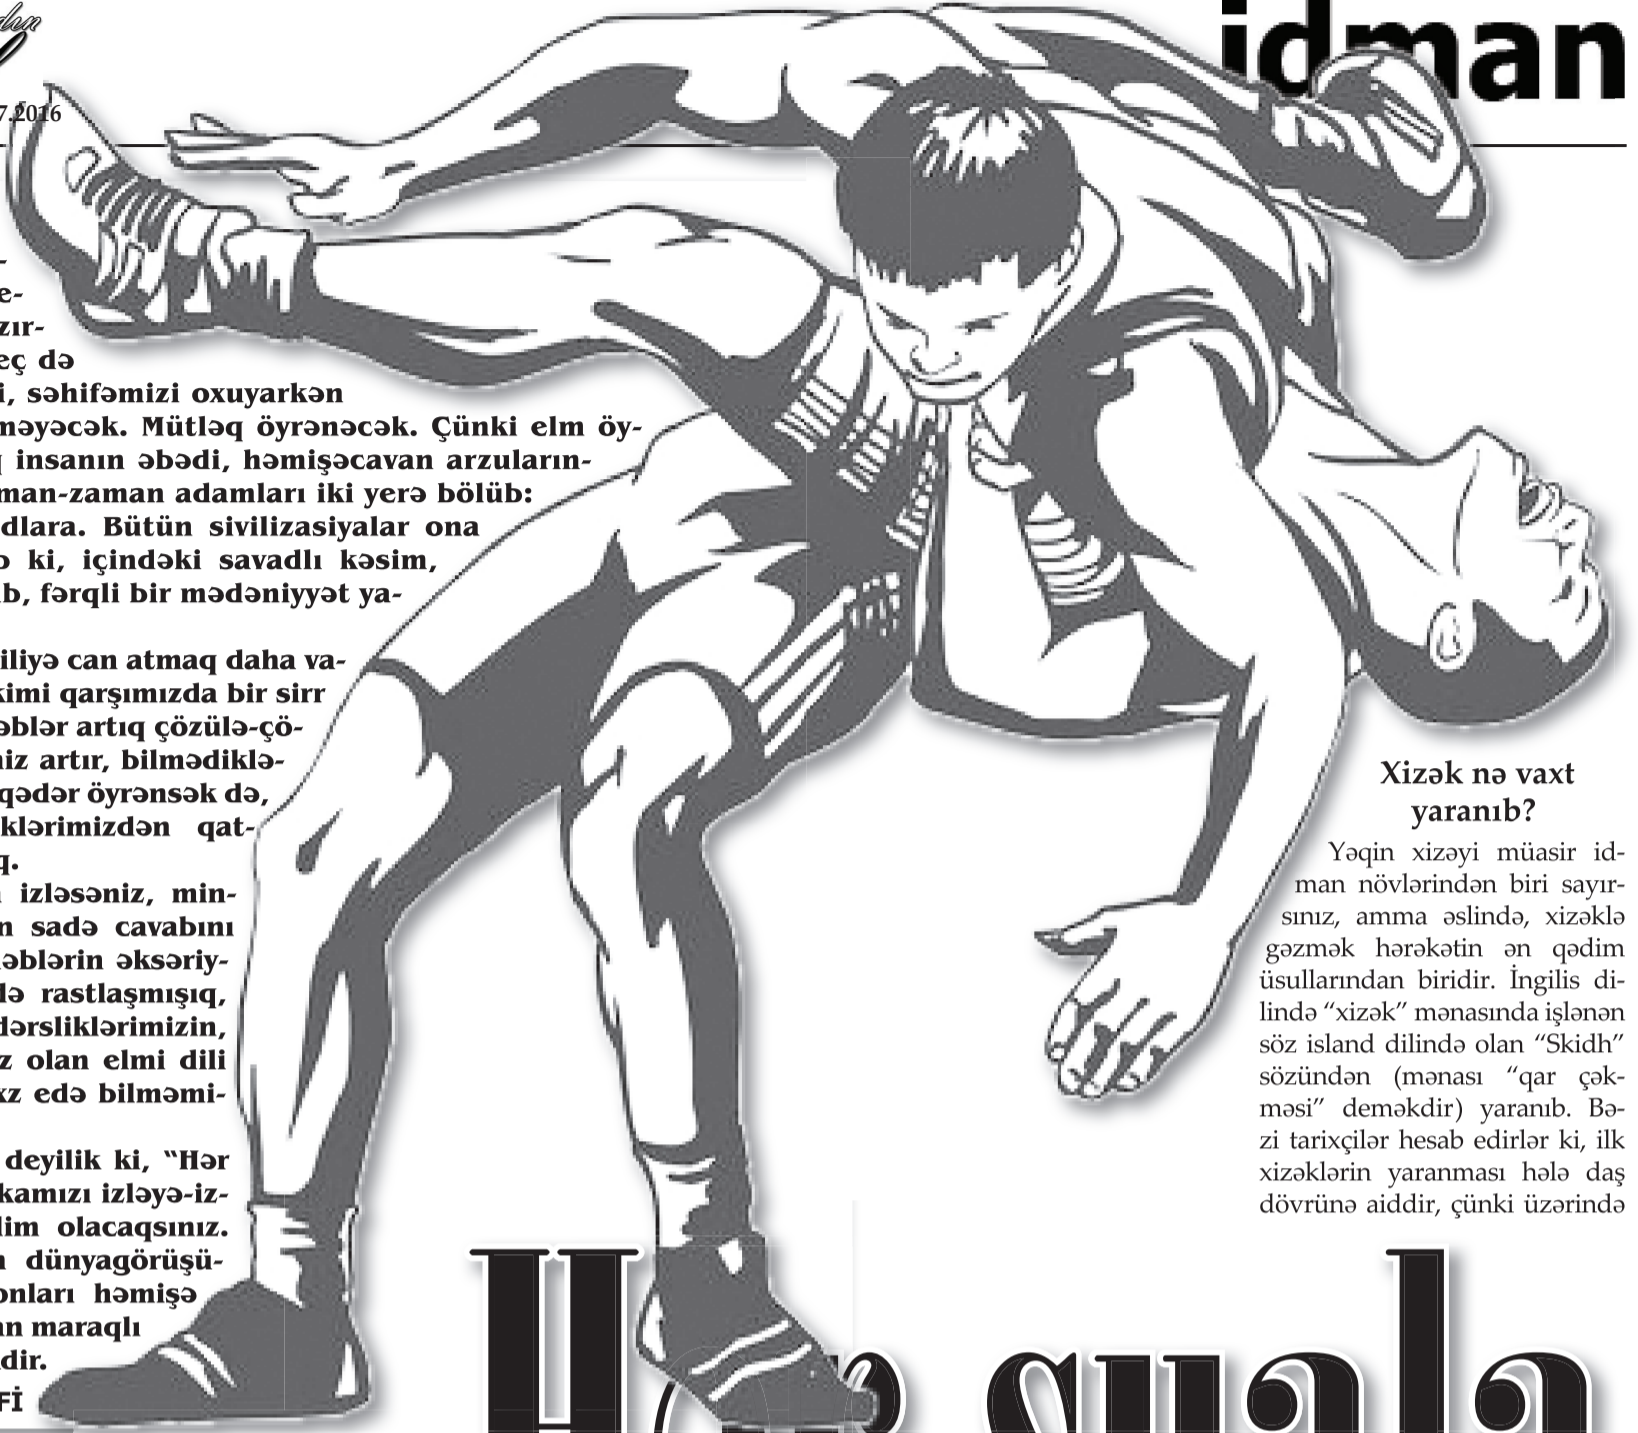 idman
7.2016
-
e-
zır-
eç də
i, səhifəmizi oxuyarkən
məyəcək. Mütləq öyrənəcək. Çünki elm öy-
insanın əbədi, həmişəcavan arzuların-
man-zaman adamları iki yerə bölüb:
dlara. Bütün sivilizasiyalar ona
ki, içindəki savadlı kəsim,
b, fərqli bir mədəniyyət ya-
iliyə can atmaq daha va-
kimi qarşımızda bir sirr
əblər artıq çözülə-çö-
iz artır, bilmədiklə-
qədər öyrənsək də,
klərimizdən qat-
q.
izləsəniz, min-
n sadə cavabını
əblərin əksəriy-
lə rastlaşmışıq,
dərsliklərimizin,
z olan elmi dili
xz edə bilməmi-
deyilik ki, “Hər
kamızı izləyə-iz-
lim olacaqsınız.
dünyagörüşü-
onları həmişə
n maraqlı
dir.
Fİ
Xizək nə vaxt
yaranıb?
Yəqin xizəyi müasir id-
man növlərindən biri sayır-
sınız, amma əslində, xizəklə
gəzmək hərəkətin ən qədim
üsullarından biridir. İngilis di-
lində “xizək” mənasında işlənən
söz island dilində olan “Skidh”
sözündən (mənası “qar çək-
məsi” deməkdir) yaranıb. Bə-
zi tarixçilər hesab edirlər ki, ilk
xizəklərin yaranması hələ daş
dövrünə aiddir, çünki üzərində
Hər suala